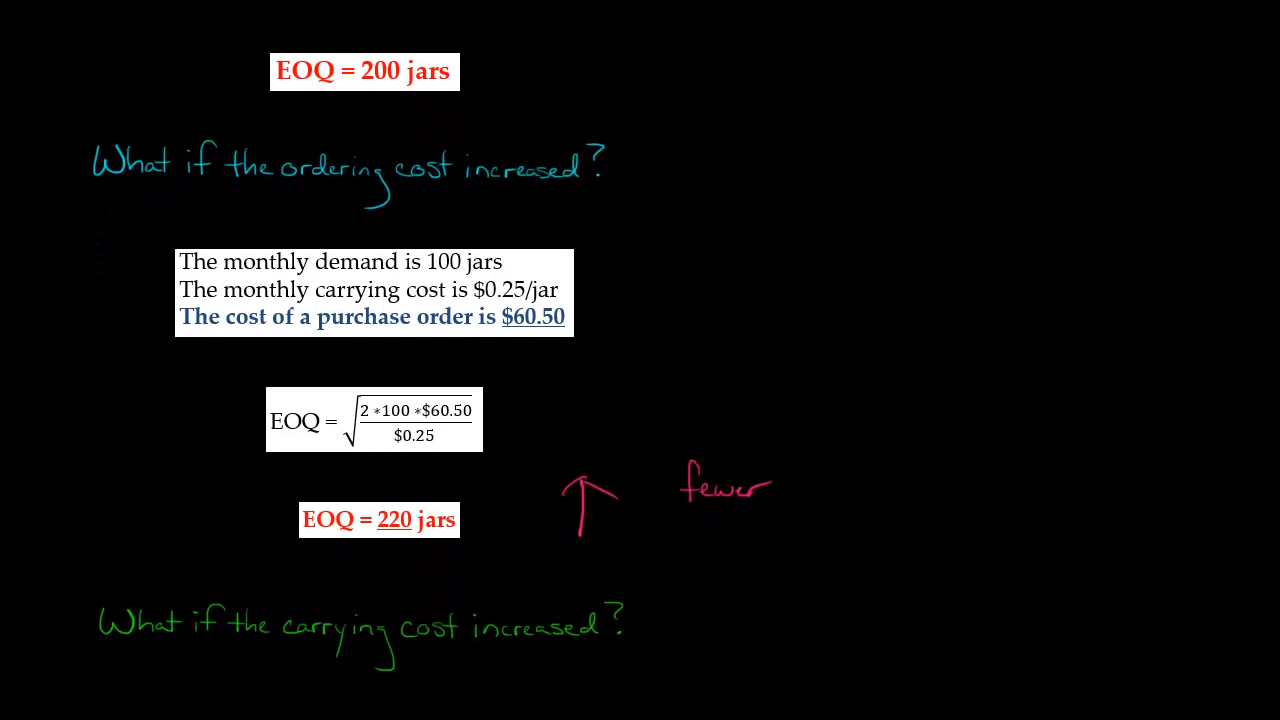 EOQ = 200 jars
What if the ordering cost increased?
The monthly demand is 100 jars
The monthly carrying cost is $0.25/jar
The cost of a purchase order is $60.50
EOQ = √(2 *100 *$60.50 / $0.25)
fewer
EOQ = 220 jars
What if the carrying cost increased?